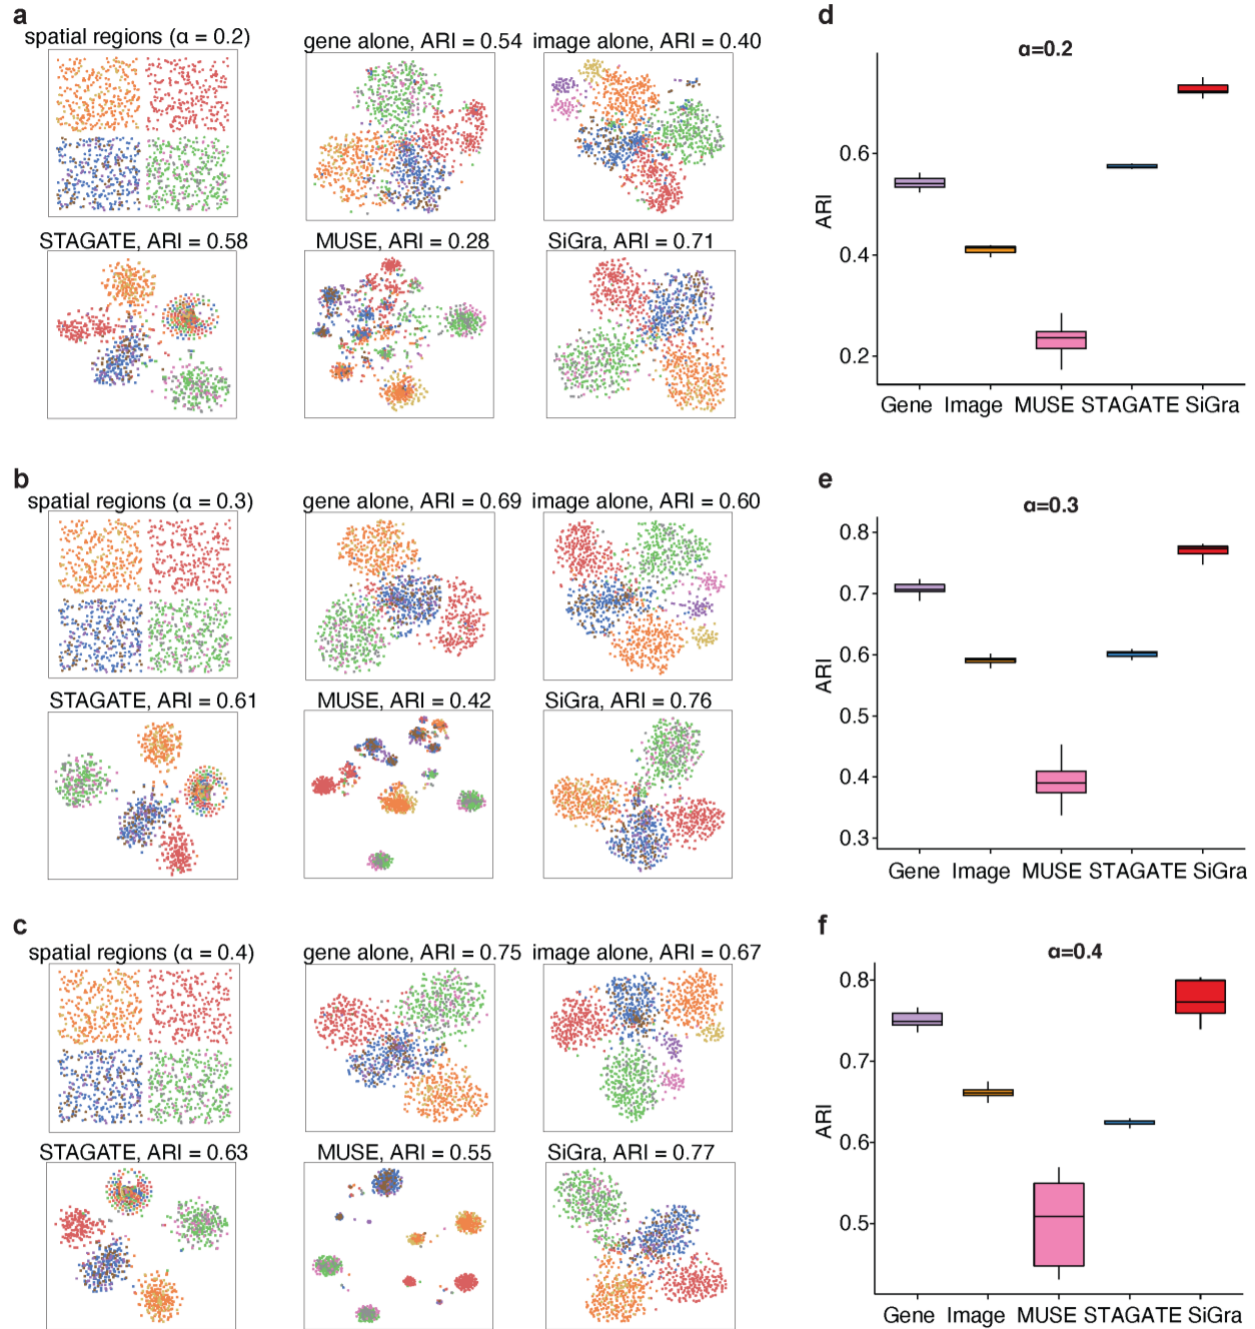 a
spatial regions (α = 0.2)
gene alone, ARI = 0.54
image alone, ARI = 0.40
STAGATE, ARI = 0.58
MUSE, ARI = 0.28
SiGra, ARI = 0.71
d
α=0.2
ARI
0.6
0.4
0.2
Gene Image MUSE STAGATE SiGra
b
spatial regions (α = 0.3)
gene alone, ARI = 0.69
image alone, ARI = 0.60
STAGATE, ARI = 0.61
MUSE, ARI = 0.42
SiGra, ARI = 0.76
e
α=0.3
ARI
0.8
0.7
0.6
0.5
0.4
0.3
Gene Image MUSE STAGATE SiGra
c
spatial regions (α = 0.4)
gene alone, ARI = 0.75
image alone, ARI = 0.67
STAGATE, ARI = 0.63
MUSE, ARI = 0.55
SiGra, ARI = 0.77
f
α=0.4
ARI
0.8
0.7
0.6
0.5
Gene Image MUSE STAGATE SiGra